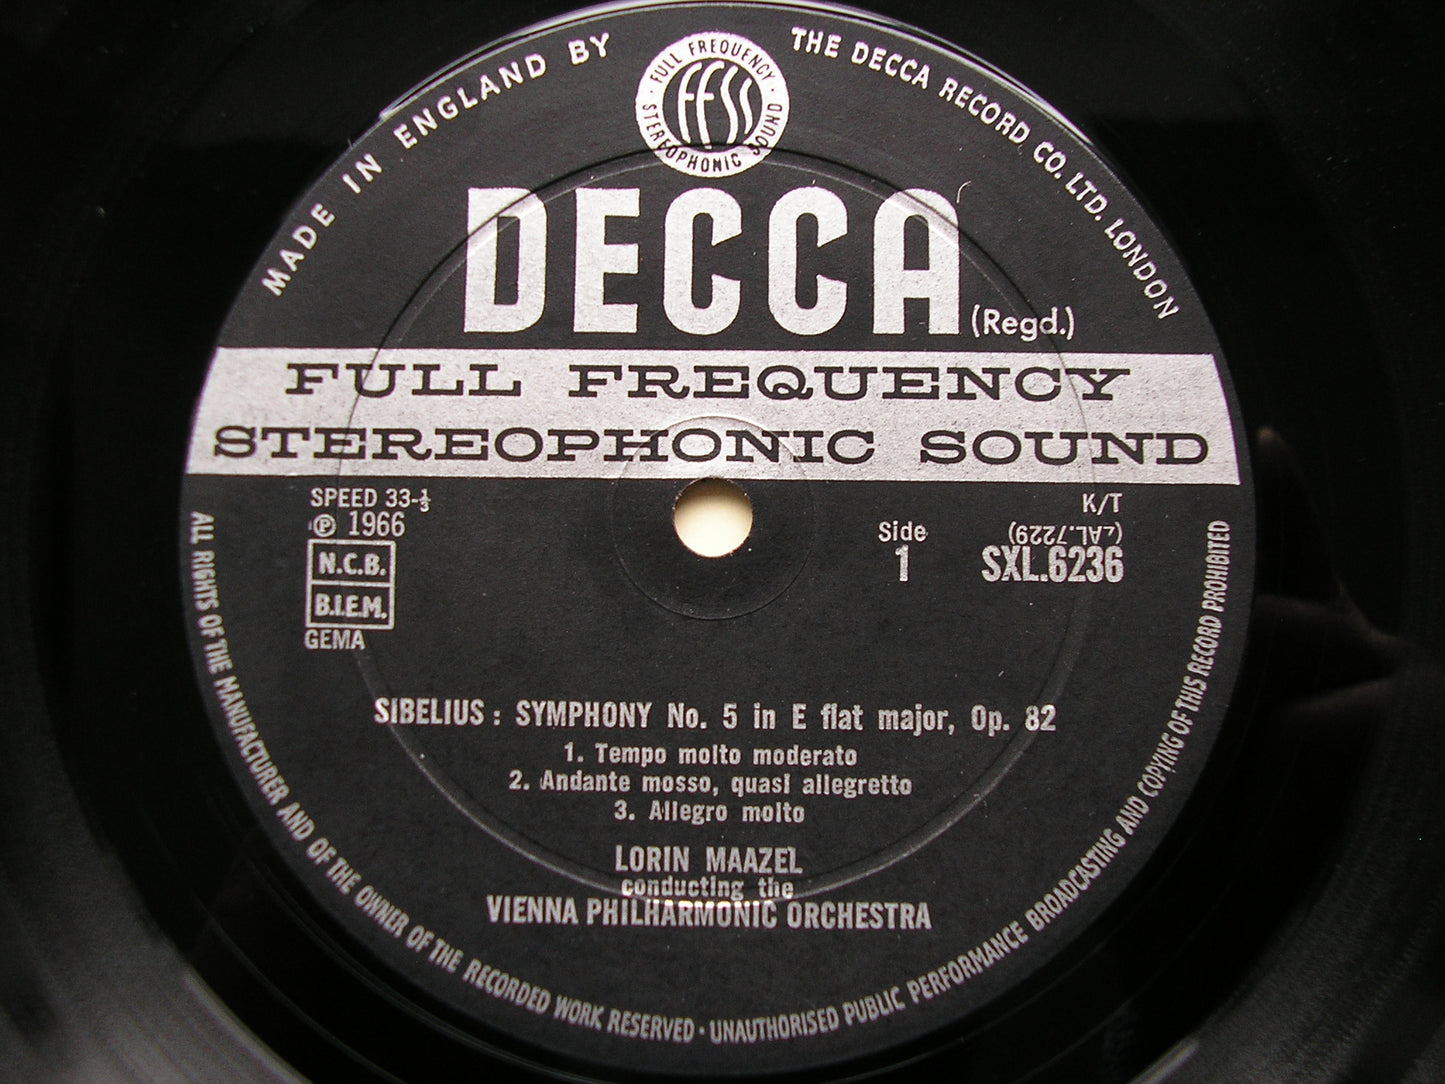 MADE IN ENGLAND BY
THE DECCA RECORD CO. LTD. LONDON
FULL FREQUENCY
ffss
STEREOPHONIC SOUND
DECCA
(Regd.)
FULL FREQUENCY
STEREOPHONIC SOUND
SPEED 33-⅓
Ⓟ 1966
N.C.B.
B.I.E.M.
GEMA
K/T
Side
1
(ZAL.7229)
SXL.6236
SIBELIUS : SYMPHONY No. 5 in E flat major, Op. 82
1. Tempo molto moderato
2. Andante mosso, quasi allegretto
3. Allegro molto
LORIN MAAZEL
conducting the
VIENNA PHILHARMONIC ORCHESTRA
ALL RIGHTS OF THE MANUFACTURER AND OF THE OWNER OF THE RECORDED WORK RESERVED · UNAUTHORISED PUBLIC PERFORMANCE BROADCASTING AND COPYING OF THIS RECORD PROHIBITED